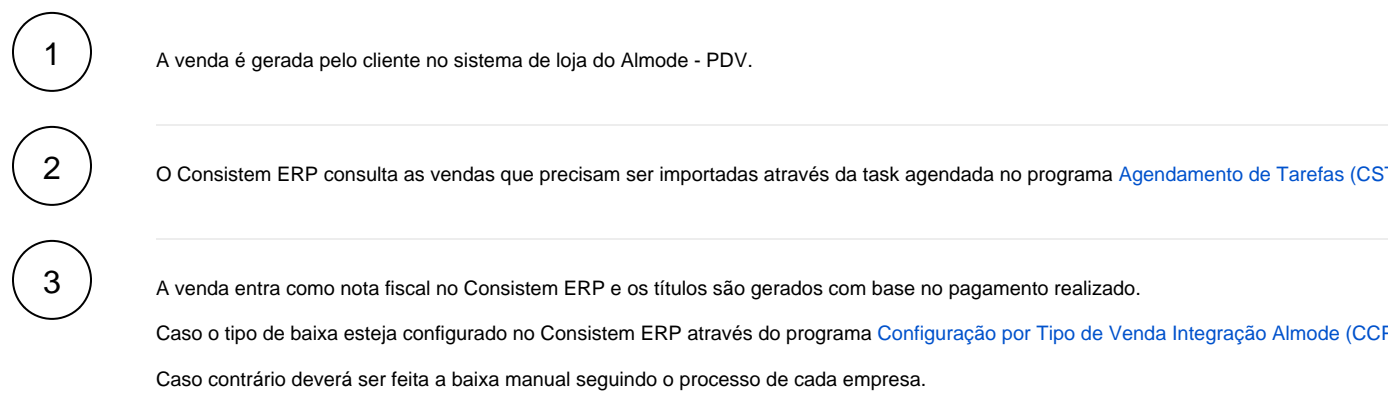 1
A venda é gerada pelo cliente no sistema de loja do Almode - PDV.
2
O Consistem ERP consulta as vendas que precisam ser importadas através da task agendada no programa Agendamento de Tarefas (CST
3
A venda entra como nota fiscal no Consistem ERP e os títulos são gerados com base no pagamento realizado.
Caso o tipo de baixa esteja configurado no Consistem ERP através do programa Configuração por Tipo de Venda Integração Almode (CCF
Caso contrário deverá ser feita a baixa manual seguindo o processo de cada empresa.